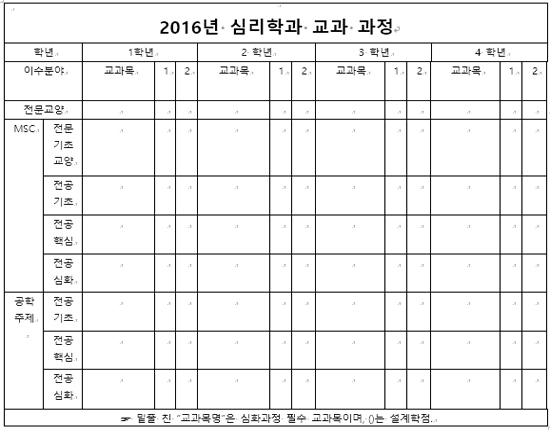 2016년 심리학과 교과 과정
학년 1학년 2 학년 3 학년 4 학년
이수분야 교과목 1 2 교과목 1 2 교과목 1 2 교과목 1 2
전문교양
MSC 전문
기초
교양
전공
기초
전공
핵심
전공
심화
공학 전공
주제 기초
전공
핵심
전공
심화
☞ 밑줄 친 "교과목명"은 심화과정 필수 교과목이며, ()는 설계학점.